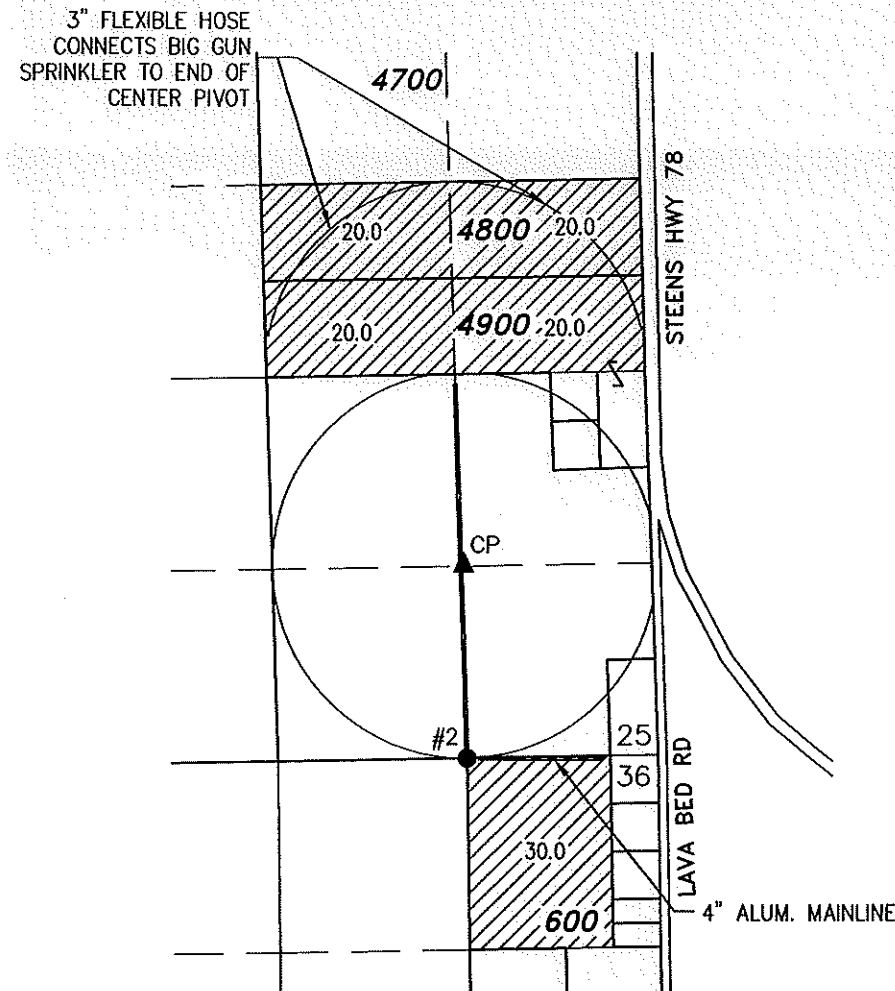 3" FLEXIBLE HOSE
CONNECTS BIG GUN
SPRINKLER TO END OF
CENTER PIVOT
4700
STEENS HWY 78
20.0
4800
20.0
20.0
4900
20.0
CP
#2
25
36
LAVA BED RD
30.0
600
4" ALUM. MAINLINE